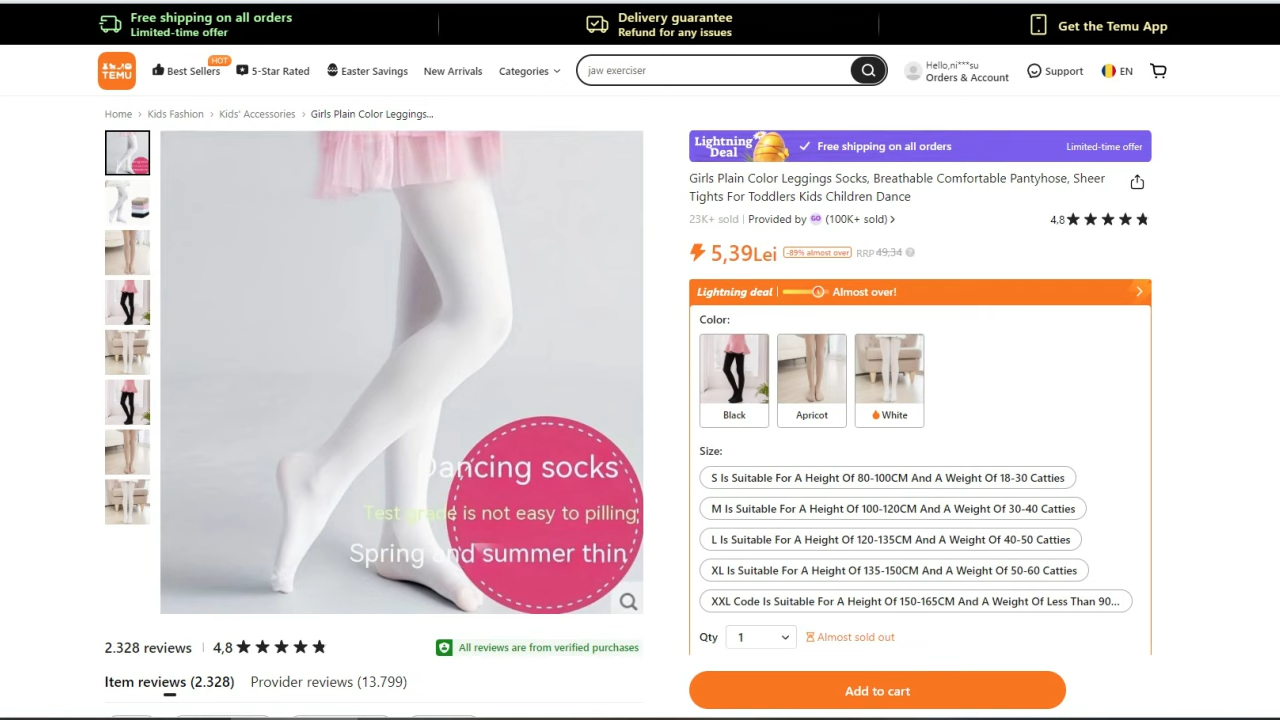 Free shipping on all orders
Limited-time offer
Delivery guarantee
Refund for any issues
Get the Temu App
TEMU
Best Sellers
HOT
5-Star Rated
Easter Savings
New Arrivals
Categories
jaw exerciser
Hello,ni***su
Orders & Account
Support
EN
Home › Kids Fashion › Kids' Accessories › Girls Plain Color Leggings...
Dancing socks
Test grade is not easy to pilling
Spring and summer thin
2.328 reviews
4,8
All reviews are from verified purchases
Item reviews (2.328)
Provider reviews (13.799)
Lightning Deal
Free shipping on all orders
Limited-time offer
Girls Plain Color Leggings Socks, Breathable Comfortable Pantyhose, Sheer
Tights For Toddlers Kids Children Dance
23K+ sold | Provided by GO (100K+ sold) >
4.8
5,39Lei -89% almost over RRP 49,34
Lightning deal | Almost over!
Color:
Black
Apricot
White
Size:
S Is Suitable For A Height Of 80-100CM And A Weight Of 18-30 Catties
M Is Suitable For A Height Of 100-120CM And A Weight Of 30-40 Catties
L Is Suitable For A Height Of 120-135CM And A Weight Of 40-50 Catties
XL Is Suitable For A Height Of 135-150CM And A Weight Of 50-60 Catties
XXL Code Is Suitable For A Height Of 150-165CM And A Weight Of Less Than 90...
Qty 1
Almost sold out
Add to cart